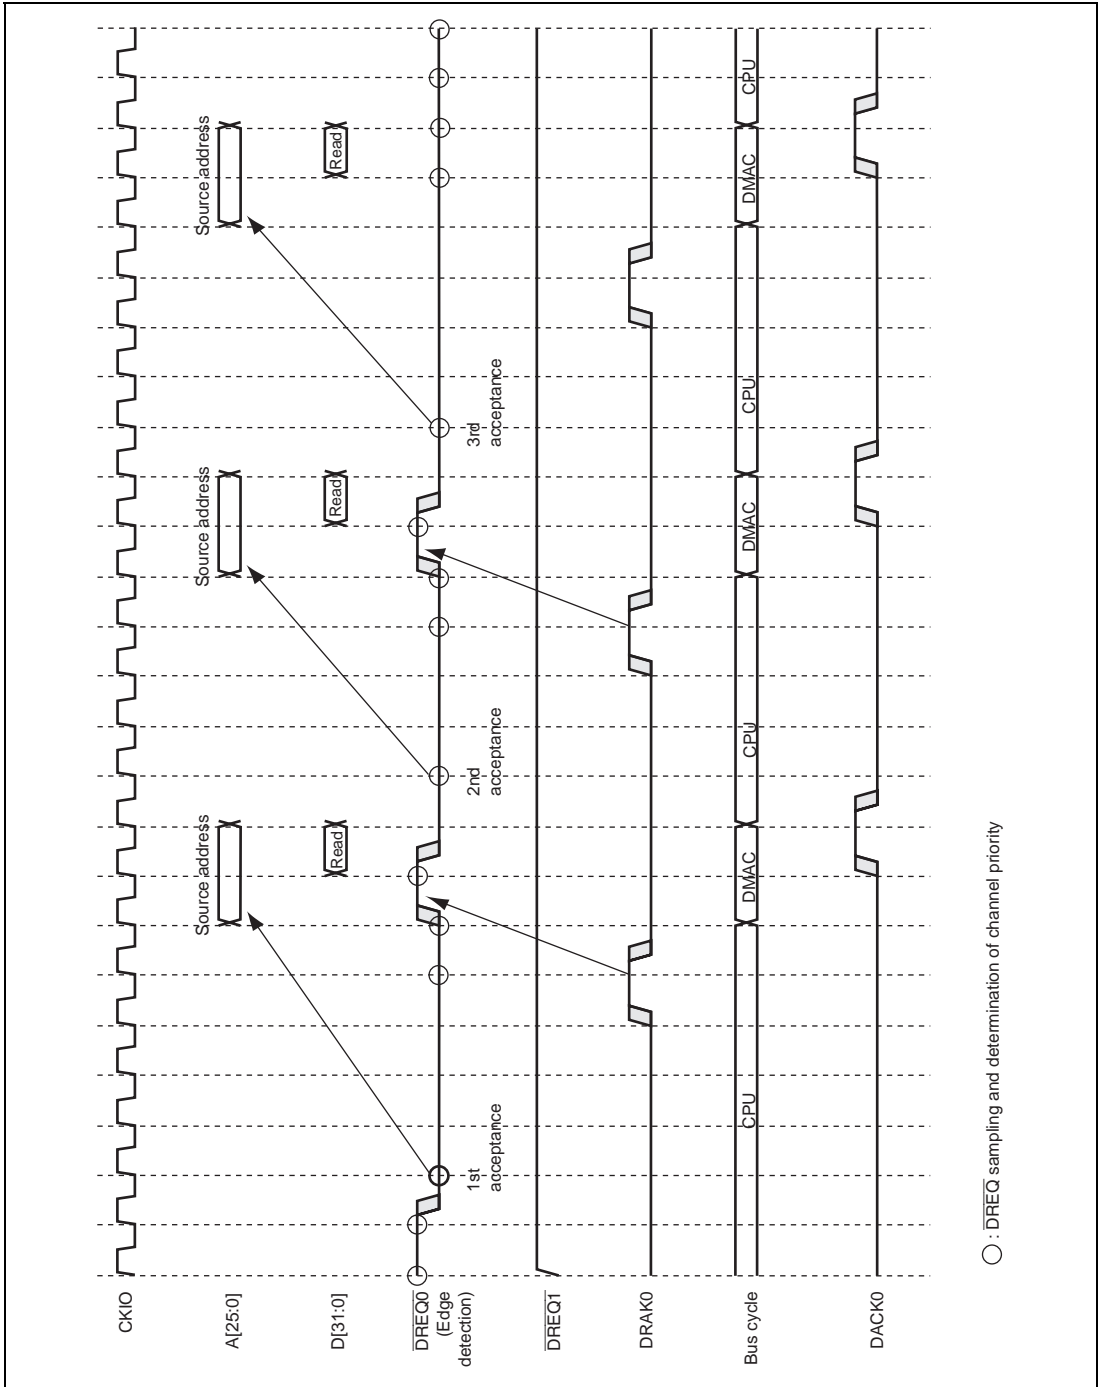 CKIO
Source address
Source address
Source address
A[25:0]
Read
Read
Read
D[31:0]
DREQ0
(Edge
detection)
1st
acceptance
2nd
acceptance
3rd
acceptance
DREQ1
DRAK0
Bus cycle
CPU
DMAC
CPU
DMAC
CPU
DMAC
CPU
DACK0
: DREQ sampling and determination of channel priority